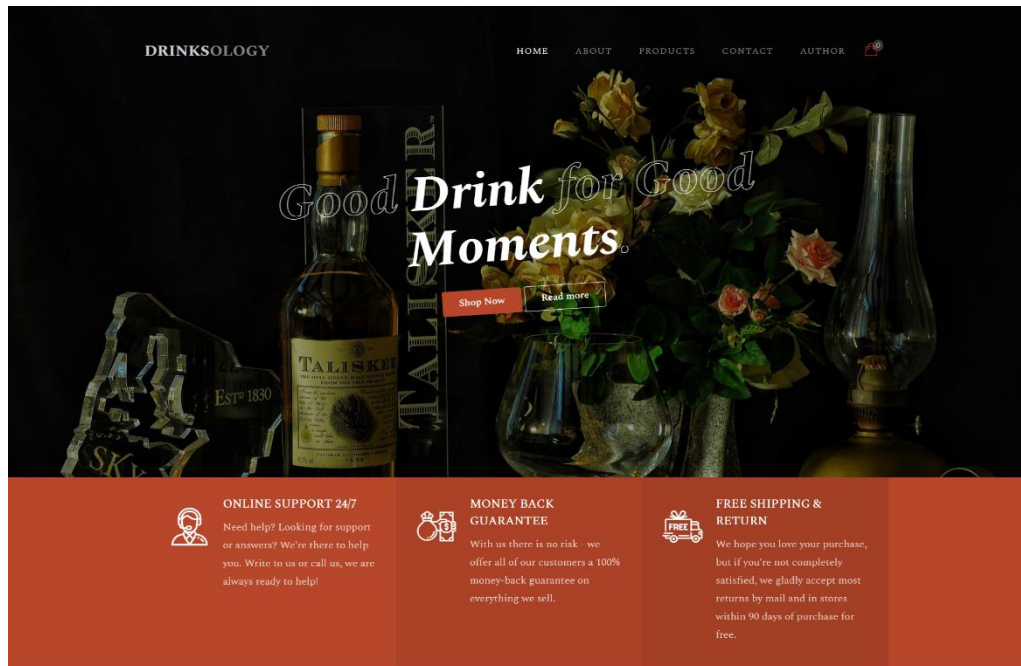 DRINKSOLOGY
HOME ABOUT PRODUCTS CONTACT AUTHOR 0
Good Drink for Good
Moments.
Shop Now Read more
TALISKER
TALISKER
ESTD 1830
SKY
ONLINE SUPPORT 24/7
Need help? Looking for support
or answers? We're there to help
you. Write to us or call us, we are
always ready to help!
MONEY BACK
GUARANTEE
With us there is no risk - we
offer all of our customers a 100%
money-back guarantee on
everything we sell.
FREE
FREE SHIPPING &
RETURN
We hope you love your purchase,
but if you're not completely
satisfied, we gladly accept most
returns by mail and in stores
within 90 days of purchase for
free.